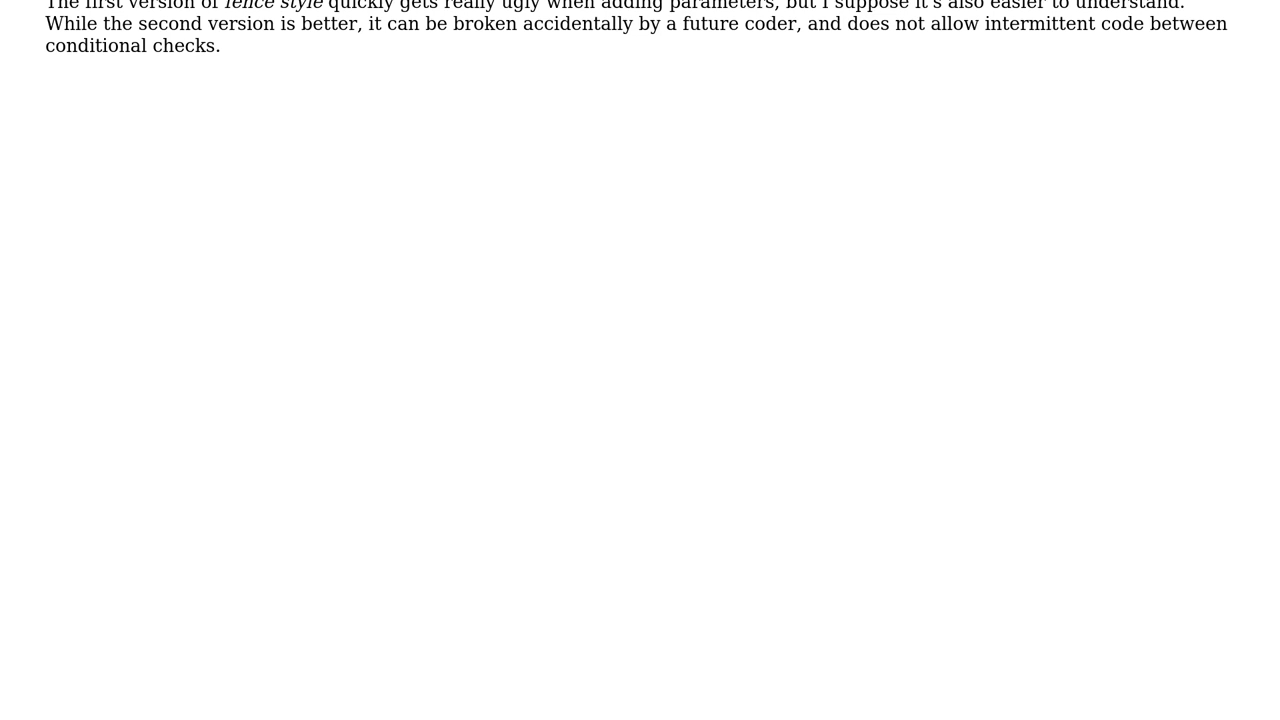 The first version of fence style quickly gets really ugly when adding parameters, but I suppose it's also easier to understand.
While the second version is better, it can be broken accidentally by a future coder, and does not allow intermittent code between
conditional checks.